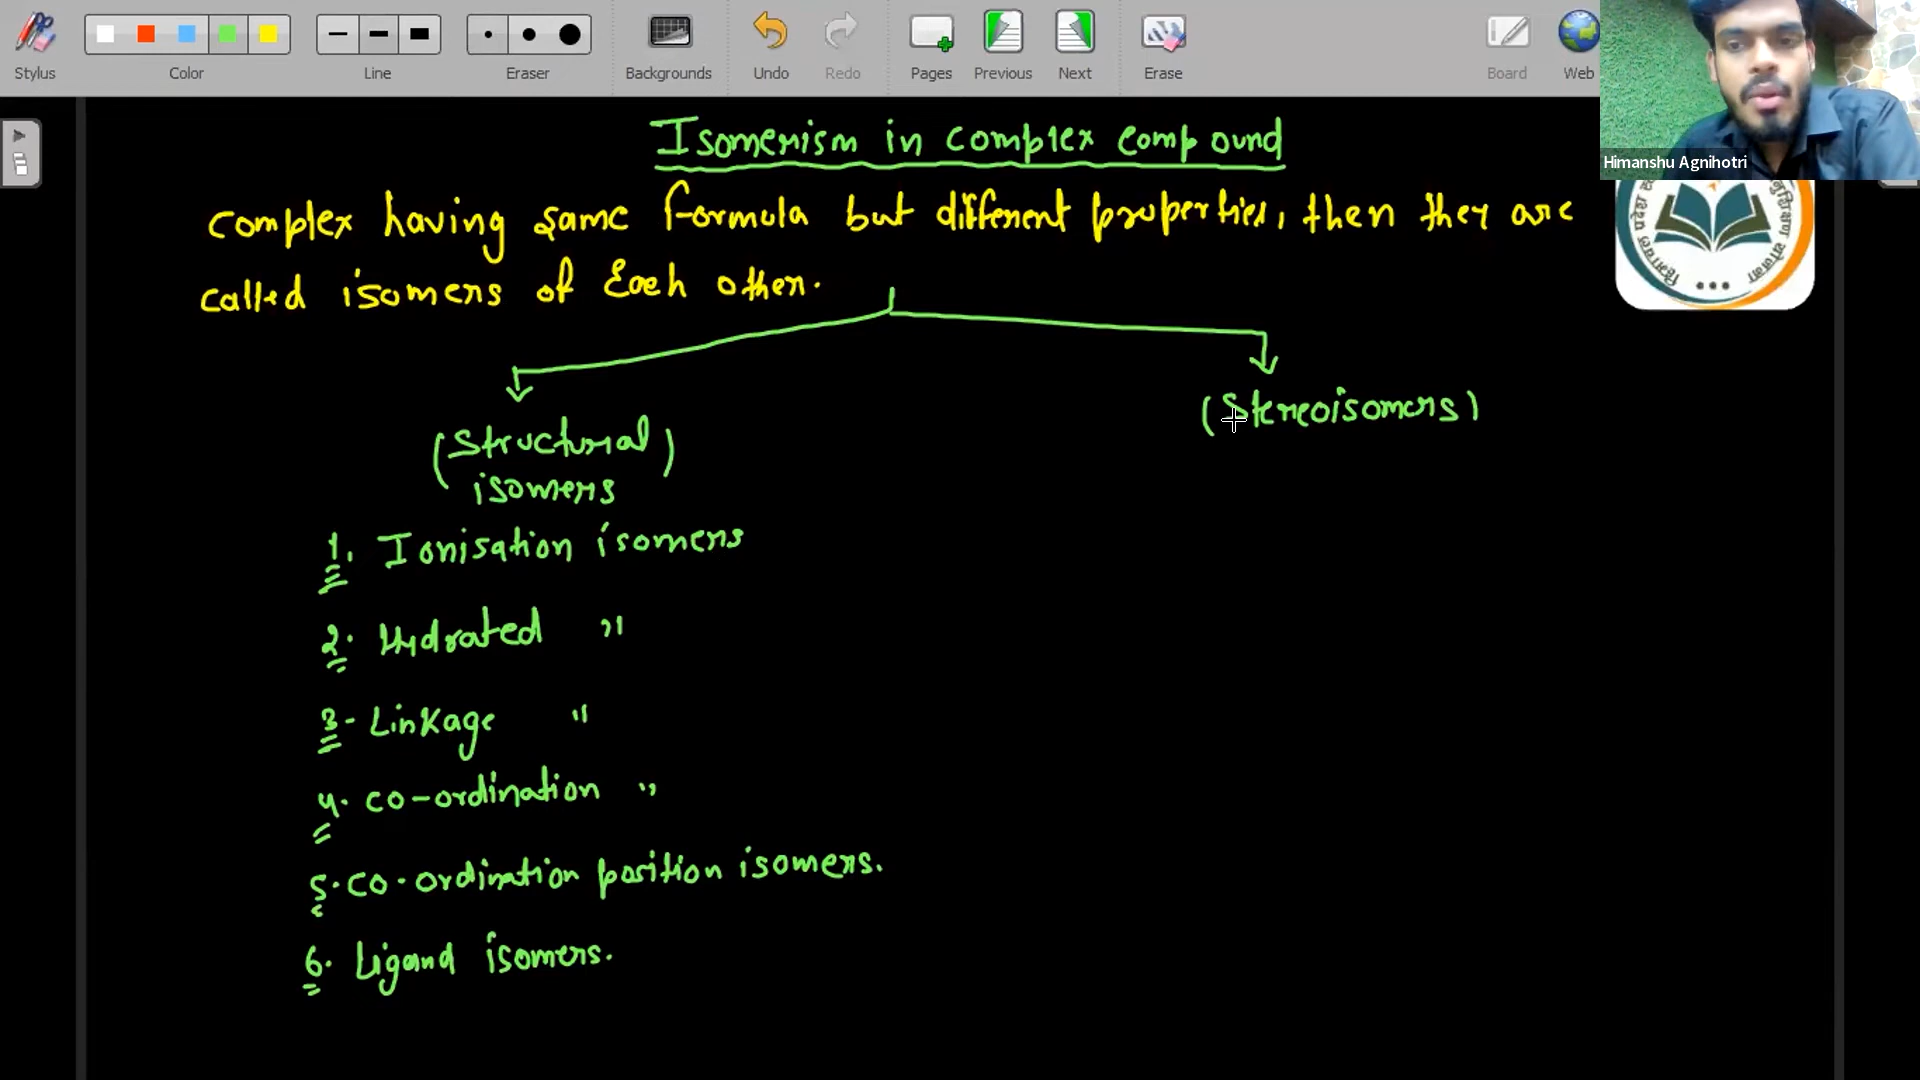 Stylus
Color
Line
Eraser
Backgrounds
Undo
Redo
Pages
Previous
Next
Erase
Board
Web
Himanshu Agnihotri
Isomerism in complex compound
complex having same formula but different properties, then they are
called isomers of Each other.
(Structural)
isomers
(Stereoisomers)
1. Ionisation isomers
2. Hydrated "
3- Linkage "
4. co-ordination "
5. co-ordination position isomers.
6. Ligand isomers.